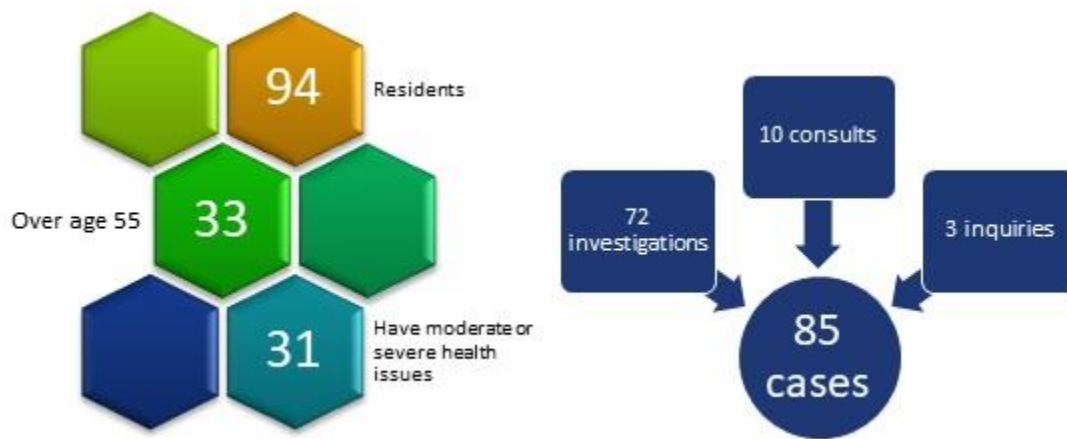 94
Residents
Over age 55
33
31
Have moderate or
severe health
issues
10 consults
72
investigations
3 inquiries
85
cases